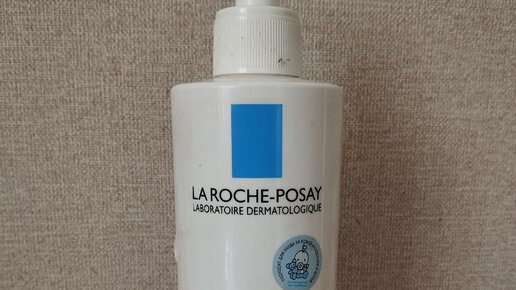 LA ROCHE-POSAY
LABORATOIRE DERMATOLOGIQUE